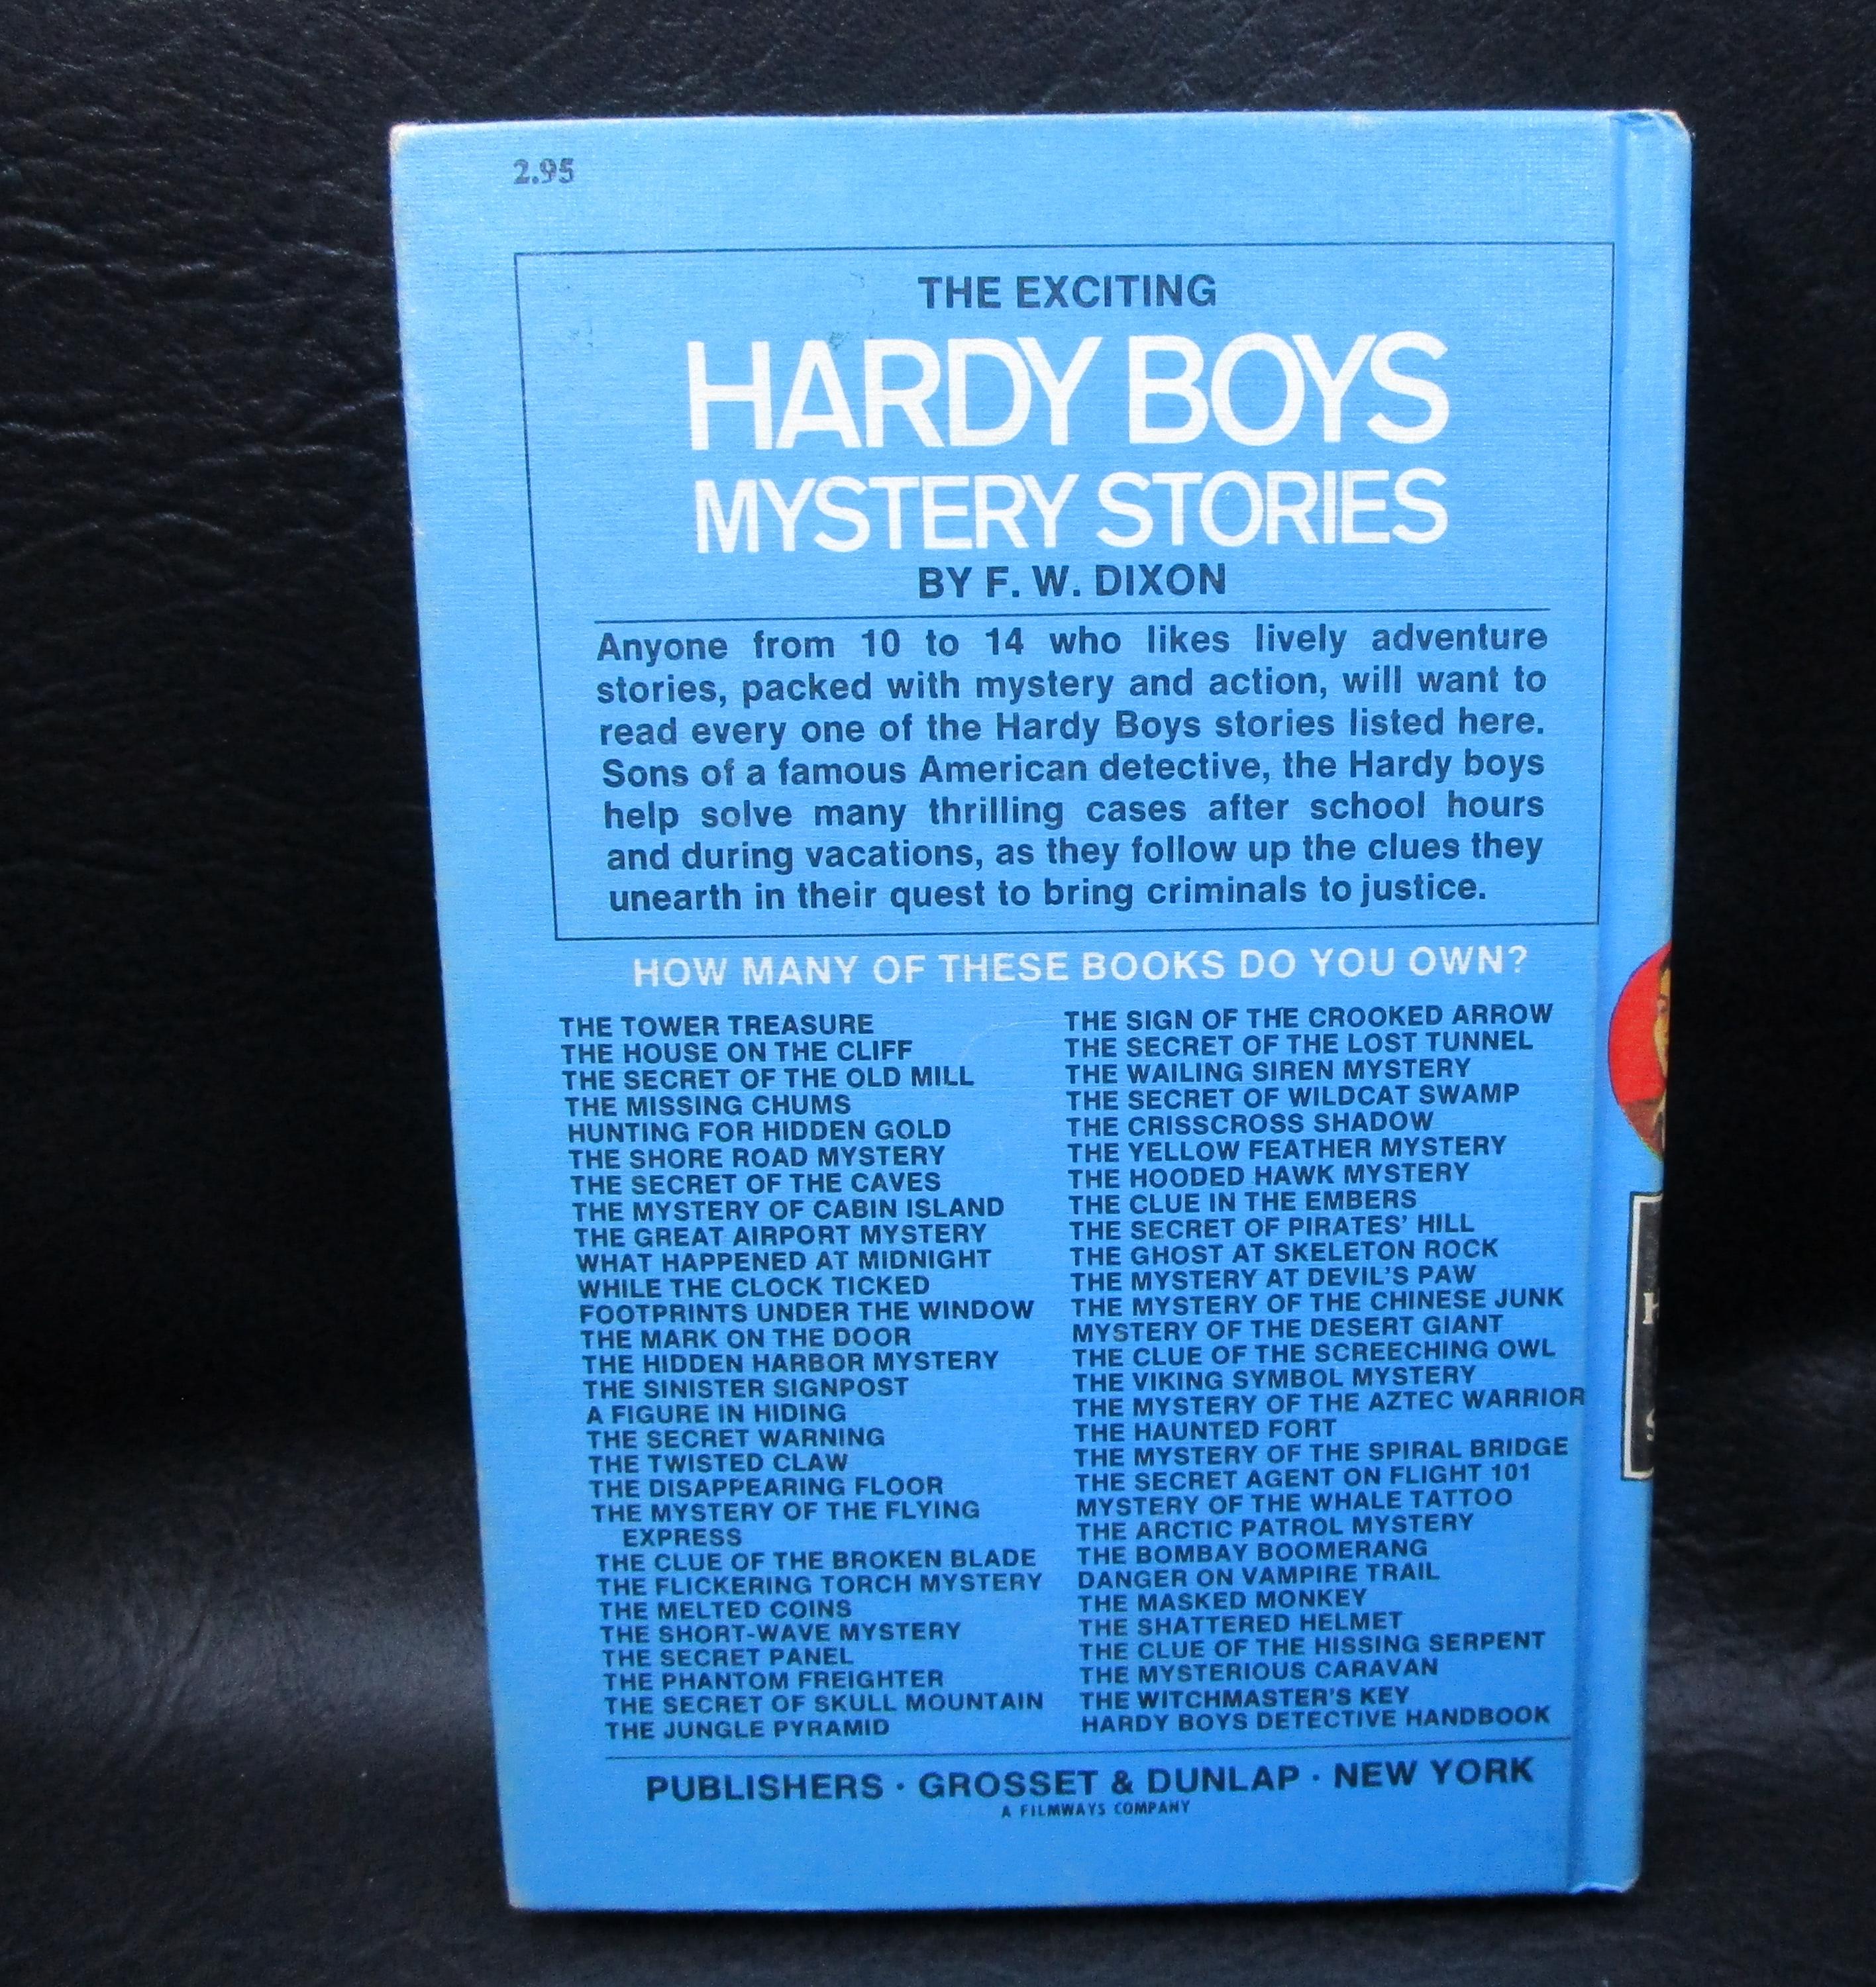 2.95
THE EXCITING
HARDY BOYS
MYSTERY STORIES
BY F. W. DIXON
Anyone from 10 to 14 who likes lively adventure
stories, packed with mystery and action, will want to
read every one of the Hardy Boys stories listed here.
Sons of a famous American detective, the Hardy boys
help solve many thrilling cases after school hours
and during vacations, as they follow up the clues they
unearth in their quest to bring criminals to justice.
HOW MANY OF THESE BOOKS DO YOU OWN?
THE TOWER TREASURE
THE HOUSE ON THE CLIFF
THE SECRET OF THE OLD MILL
THE MISSING CHUMS
HUNTING FOR HIDDEN GOLD
THE SHORE ROAD MYSTERY
THE SECRET OF THE CAVES
THE MYSTERY OF CABIN ISLAND
THE GREAT AIRPORT MYSTERY
WHAT HAPPENED AT MIDNIGHT
WHILE THE CLOCK TICKED
FOOTPRINTS UNDER THE WINDOW
THE MARK ON THE DOOR
THE HIDDEN HARBOR MYSTERY
THE SINISTER SIGNPOST
A FIGURE IN HIDING
THE SECRET WARNING
THE TWISTED CLAW
THE DISAPPEARING FLOOR
THE MYSTERY OF THE FLYING
EXPRESS
THE CLUE OF THE BROKEN BLADE
THE FLICKERING TORCH MYSTERY
THE MELTED COINS
THE SHORT-WAVE MYSTERY
THE SECRET PANEL
THE PHANTOM FREIGHTER
THE SECRET OF SKULL MOUNTAIN
THE JUNGLE PYRAMID
THE SIGN OF THE CROOKED ARROW
THE SECRET OF THE LOST TUNNEL
THE WAILING SIREN MYSTERY
THE SECRET OF WILDCAT SWAMP
THE CRISSCROSS SHADOW
THE YELLOW FEATHER MYSTERY
THE HOODED HAWK MYSTERY
THE CLUE IN THE EMBERS
THE SECRET OF PIRATES' HILL
THE GHOST AT SKELETON ROCK
THE MYSTERY AT DEVIL'S PAW
THE MYSTERY OF THE CHINESE JUNK
MYSTERY OF THE DESERT GIANT
THE CLUE OF THE SCREECHING OWL
THE VIKING SYMBOL MYSTERY
THE MYSTERY OF THE AZTEC WARRIOR
THE HAUNTED FORT
THE MYSTERY OF THE SPIRAL BRIDGE
THE SECRET AGENT ON FLIGHT 101
MYSTERY OF THE WHALE TATTOO
THE ARCTIC PATROL MYSTERY
THE BOMBAY BOOMERANG
DANGER ON VAMPIRE TRAIL
THE MASKED MONKEY
THE SHATTERED HELMET
THE CLUE OF THE HISSING SERPENT
THE MYSTERIOUS CARAVAN
THE WITCHMASTER'S KEY
HARDY BOYS DETECTIVE HANDBOOK
PUBLISHERS · GROSSET & DUNLAP · NEW YORK
A FILMWAYS COMPANY